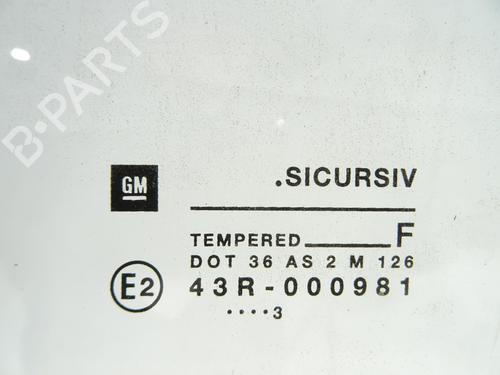 B-PARTS
GM
.SICURSIV
TEMPERED F
DOT 36 AS 2 M 126
E2 43R-000981
....3